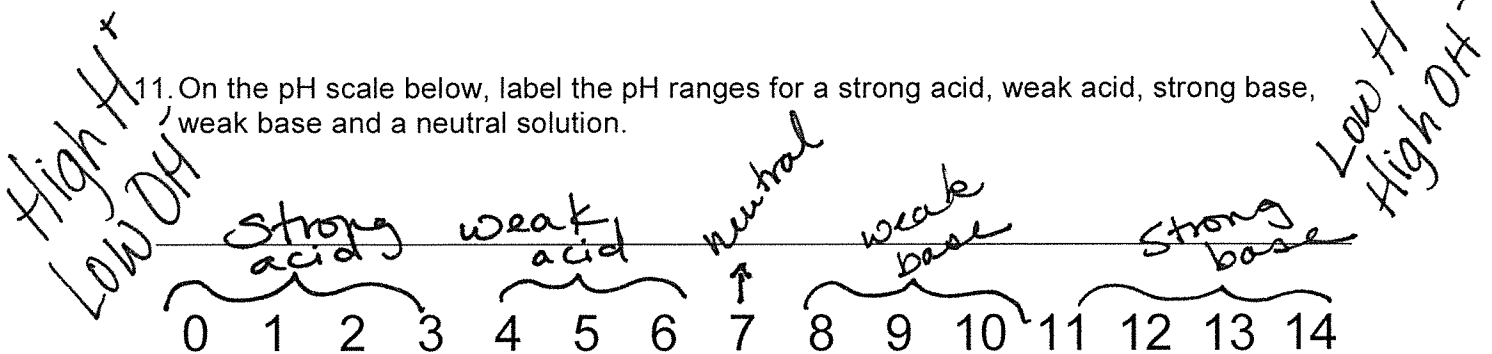 High H⁺
Low OH⁻
11. On the pH scale below, label the pH ranges for a strong acid, weak acid, strong base,
weak base and a neutral solution.
Low H
High OH⁻
strong
acid
weak
acid
neutral
weak
base
strong
base
0 1 2 3 4 5 6 7 8 9 10 11 12 13 14